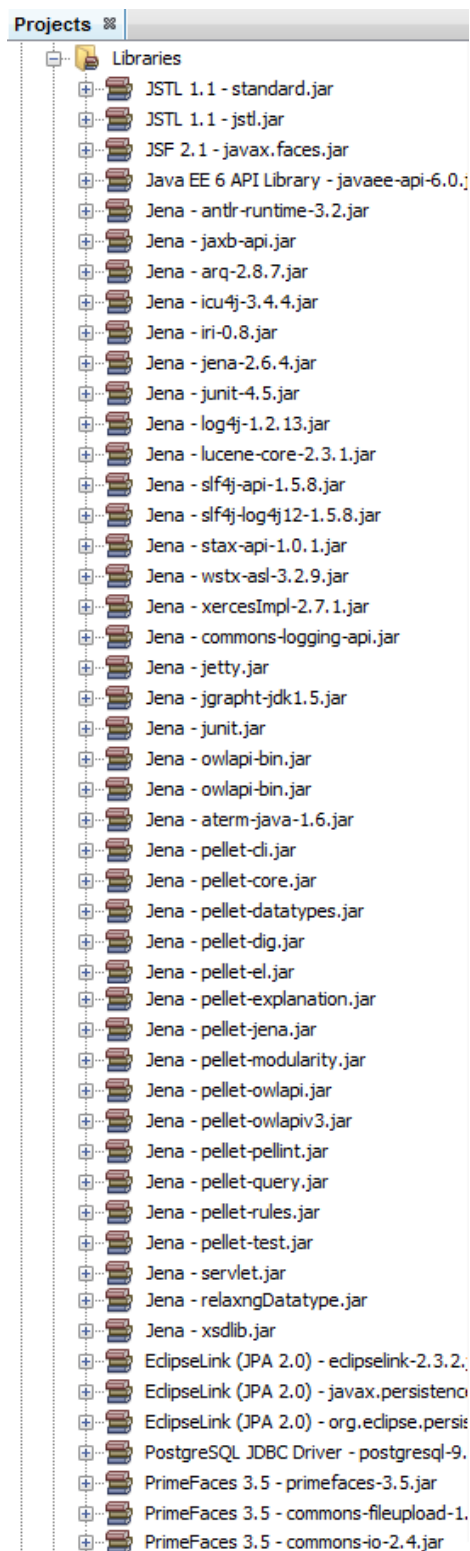 Projects
Libraries
JSTL 1.1 - standard.jar
JSTL 1.1 - jstl.jar
JSF 2.1 - javax.faces.jar
Java EE 6 API Library - javaee-api-6.0.j
Jena - antlr-runtime-3.2.jar
Jena - jaxb-api.jar
Jena - arq-2.8.7.jar
Jena - icu4j-3.4.4.jar
Jena - iri-0.8.jar
Jena - jena-2.6.4.jar
Jena - junit-4.5.jar
Jena - log4j-1.2.13.jar
Jena - lucene-core-2.3.1.jar
Jena - slf4j-api-1.5.8.jar
Jena - slf4j-log4j12-1.5.8.jar
Jena - stax-api-1.0.1.jar
Jena - wstx-asl-3.2.9.jar
Jena - xercesImpl-2.7.1.jar
Jena - commons-logging-api.jar
Jena - jetty.jar
Jena - jgrapht-jdk1.5.jar
Jena - junit.jar
Jena - owlapi-bin.jar
Jena - owlapi-bin.jar
Jena - aterm-java-1.6.jar
Jena - pellet-cli.jar
Jena - pellet-core.jar
Jena - pellet-datatypes.jar
Jena - pellet-dig.jar
Jena - pellet-el.jar
Jena - pellet-explanation.jar
Jena - pellet-jena.jar
Jena - pellet-modularity.jar
Jena - pellet-owlapi.jar
Jena - pellet-owlapiv3.jar
Jena - pellet-pellint.jar
Jena - pellet-query.jar
Jena - pellet-rules.jar
Jena - pellet-test.jar
Jena - servlet.jar
Jena - relaxngDatatype.jar
Jena - xsdlib.jar
EclipseLink (JPA 2.0) - eclipselink-2.3.2.j
EclipseLink (JPA 2.0) - javax.persistenc
EclipseLink (JPA 2.0) - org.eclipse.persis
PostgreSQL JDBC Driver - postgresql-9.
PrimeFaces 3.5 - primefaces-3.5.jar
PrimeFaces 3.5 - commons-fileupload-1.
PrimeFaces 3.5 - commons-io-2.4.jar